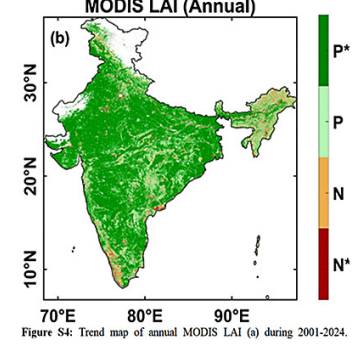 MODIS LAI (Annual)
(b)
P*
30°N
P
20°N
N
10°N
N*
70°E 80°E 90°E
Figure S4: Trend map of annual MODIS LAI (a) during 2001-2024.